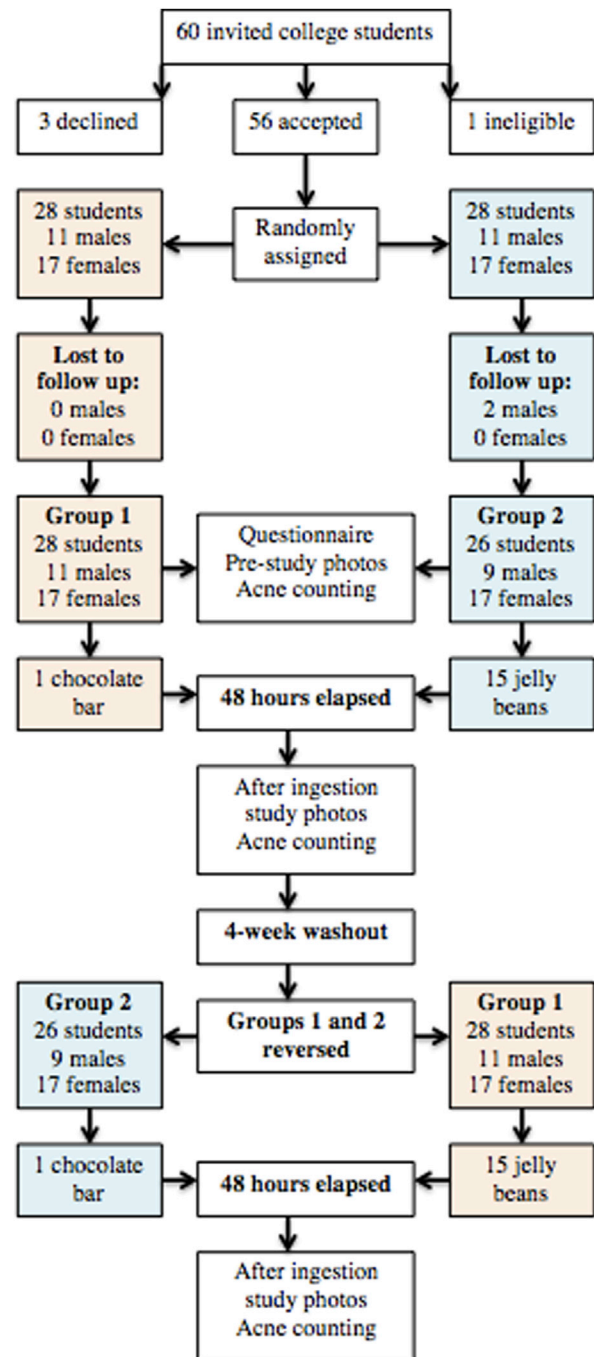 60 invited college students
3 declined
56 accepted
1 ineligible
28 students
11 males
17 females
Randomly
assigned
28 students
11 males
17 females
Lost to
follow up:
0 males
0 females
Lost to
follow up:
2 males
0 females
Group 1
28 students
11 males
17 females
Questionnaire
Pre-study photos
Acne counting
Group 2
26 students
9 males
17 females
1 chocolate
bar
48 hours elapsed
15 jelly
beans
After ingestion
study photos
Acne counting
4-week washout
Group 2
26 students
9 males
17 females
Groups 1 and 2
reversed
Group 1
28 students
11 males
17 females
1 chocolate
bar
48 hours elapsed
15 jelly
beans
After ingestion
study photos
Acne counting